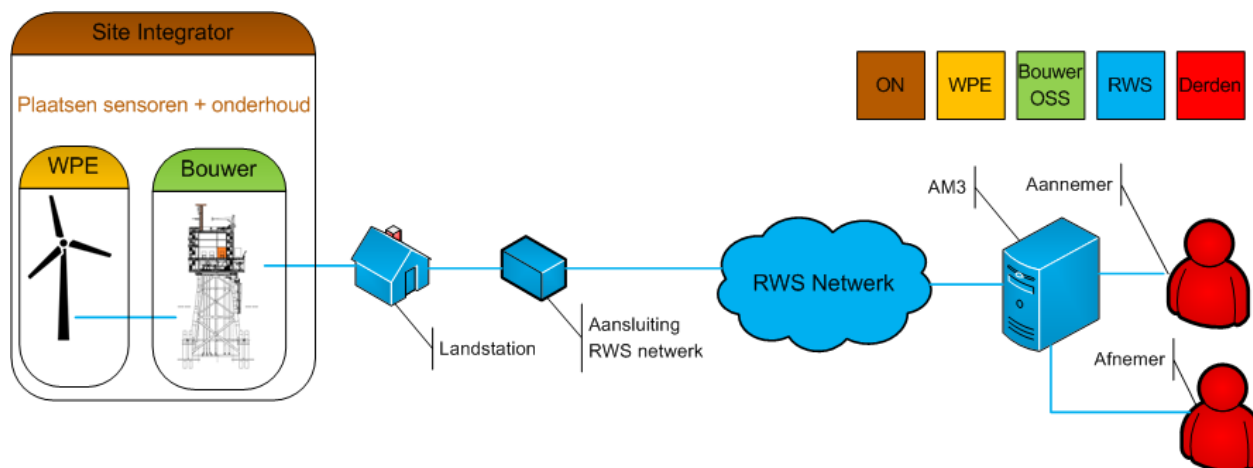 Site Integrator
Plaatsen sensoren + onderhoud
WPE
Bouwer
ON
WPE
Bouwer
OSS
RWS
Derden
Landstation
Aansluiting
RWS netwerk
RWS Netwerk
AM3
Aannemer
Afnemer